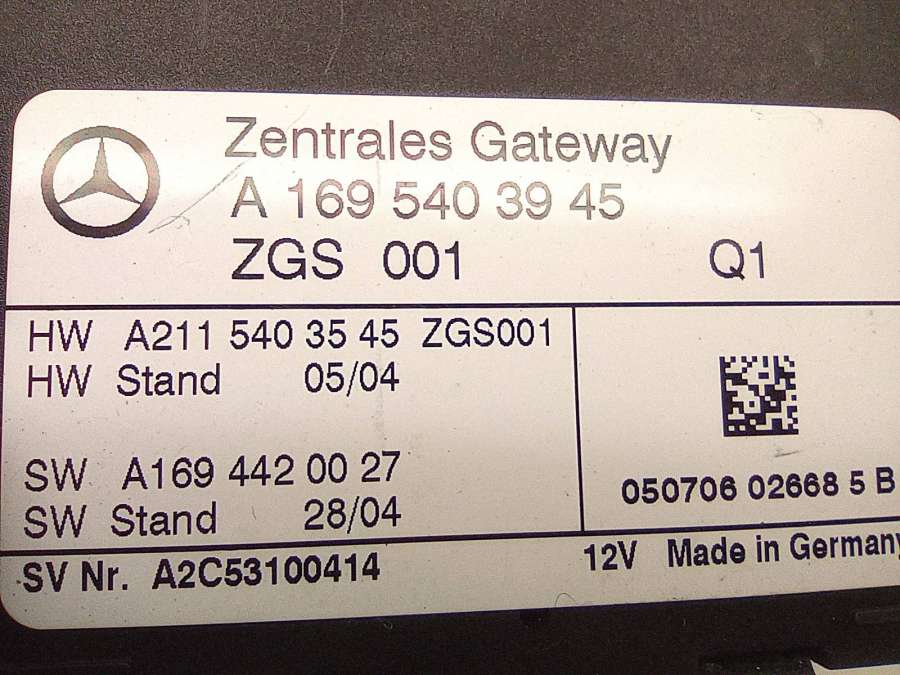 Zentrales Gateway
A 169 540 39 45
ZGS 001 Q1
HW A211 540 35 45 ZGS001
HW Stand 05/04
SW A169 442 00 27
SW Stand 28/04
050706 02668 5 B
SV Nr. A2C53100414
12V Made in Germany